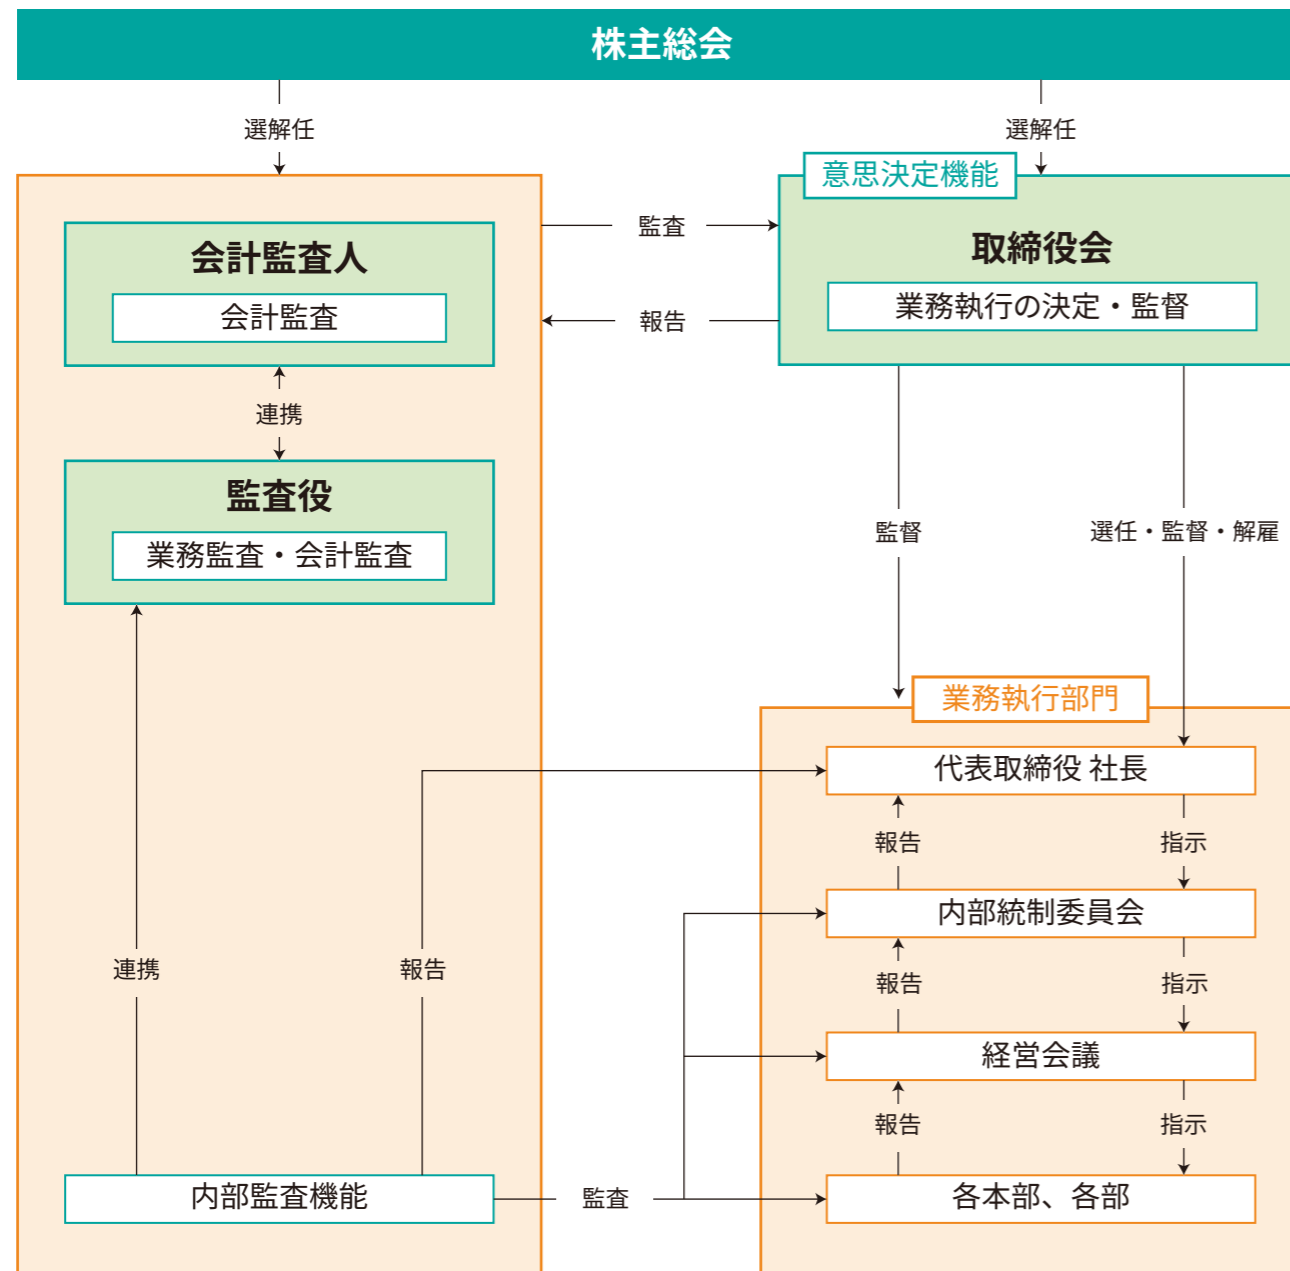 株主総会
選解任
選解任
意思決定機能
会計監査人
会計監査
監査
報告
取締役会
業務執行の決定・監督
連携
監査役
業務監査・会計監査
監督
選任・監督・解雇
業務執行部門
代表取締役 社長
報告
指示
内部統制委員会
連携
報告
報告
指示
経営会議
報告
指示
内部監査機能
監査
各本部、各部